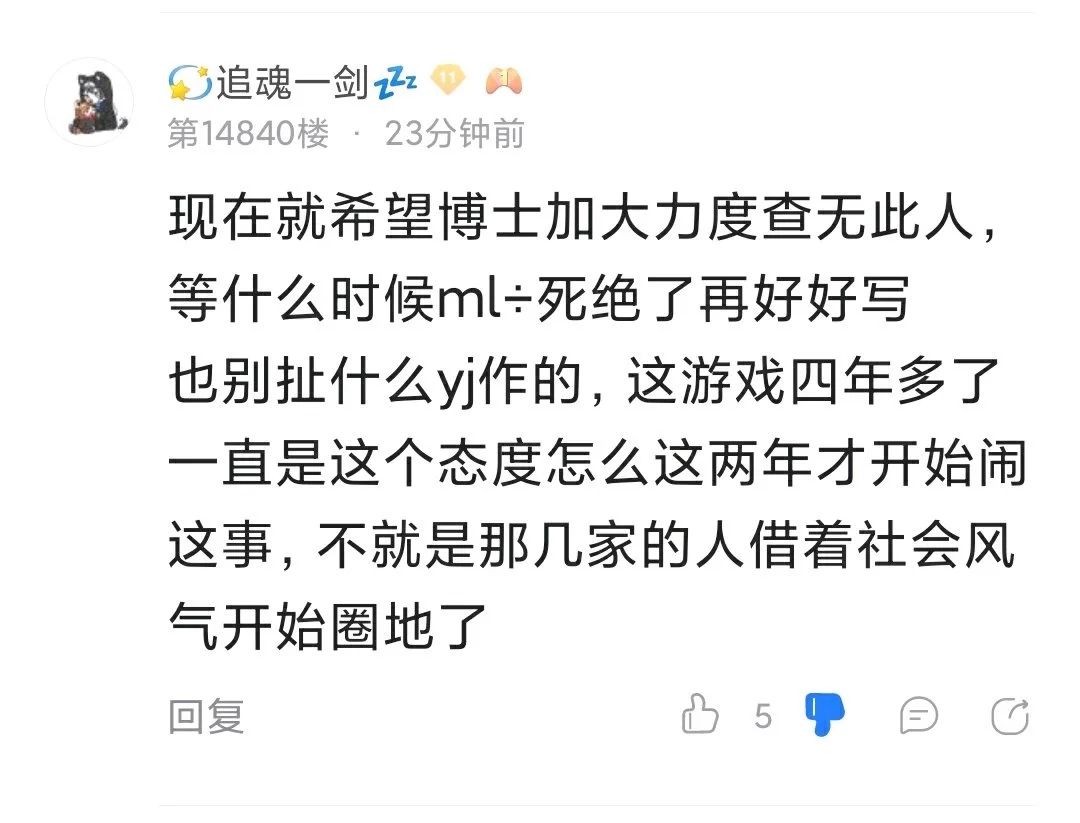 💫追魂一剑💤 11
第14840楼 · 23分钟前
现在就希望博士加大力度查无此人，
等什么时候ml÷死绝了再好好写
也别扯什么yj作的，这游戏四年多了
一直是这个态度怎么这两年才开始闹
这事，不就是那几家的人借着社会风
气开始圈地了
回复 5